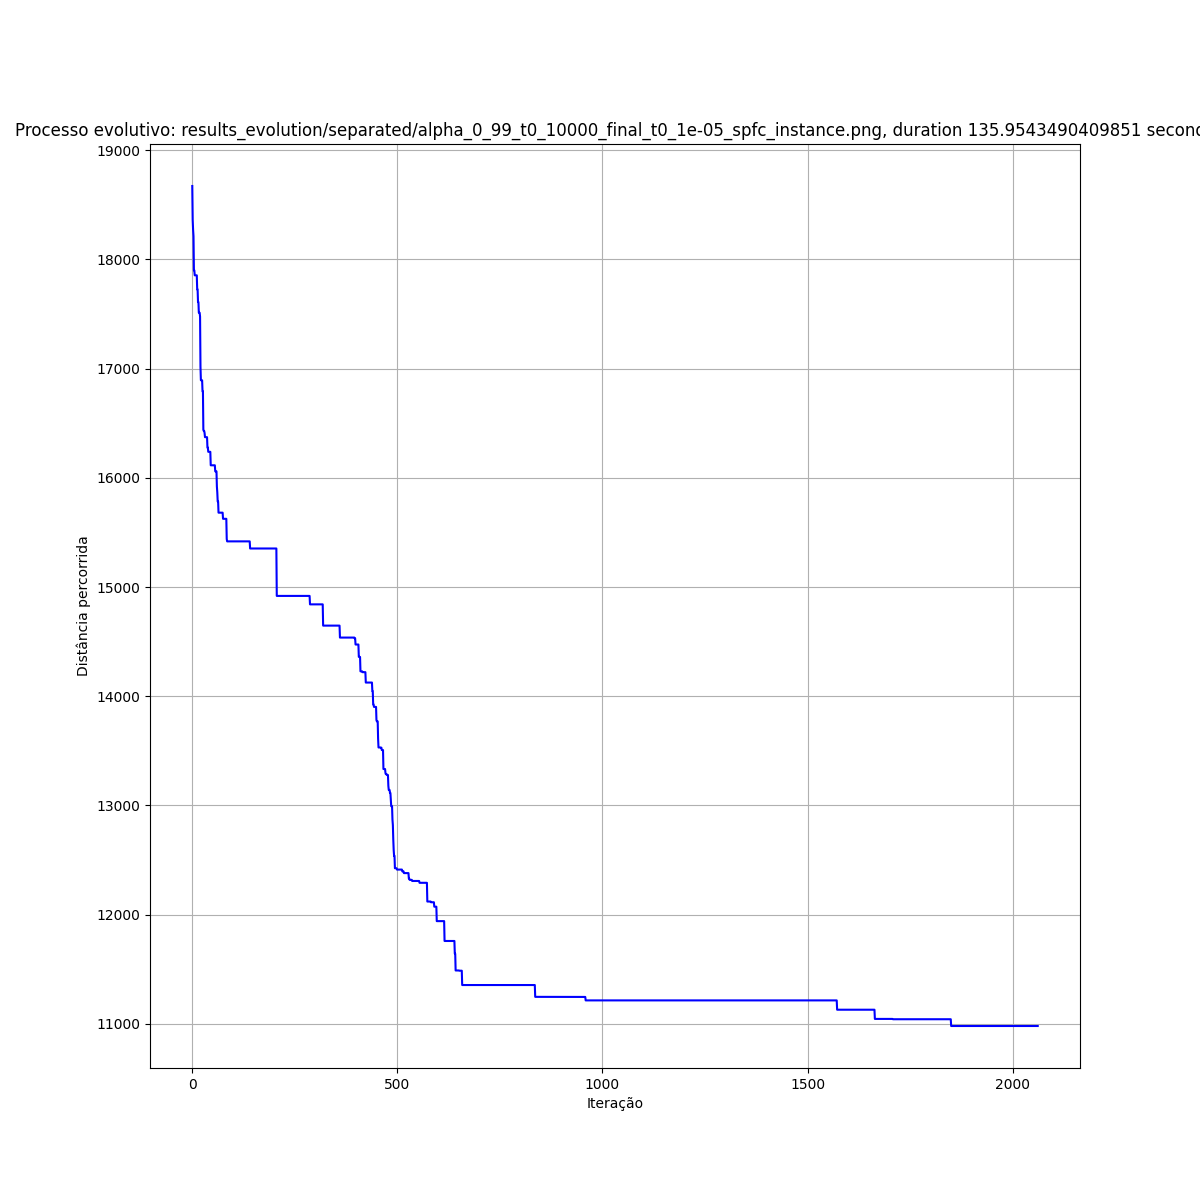 Processo evolutivo: results_evolution/separated/alpha_0_99_t0_10000_final_t0_1e-05_spfc_instance.png, duration 135.9543490409851 secon
19000
18000
17000
16000
15000
14000
13000
12000
11000
Distância percorrida
0 500 1000 1500 2000
Iteração